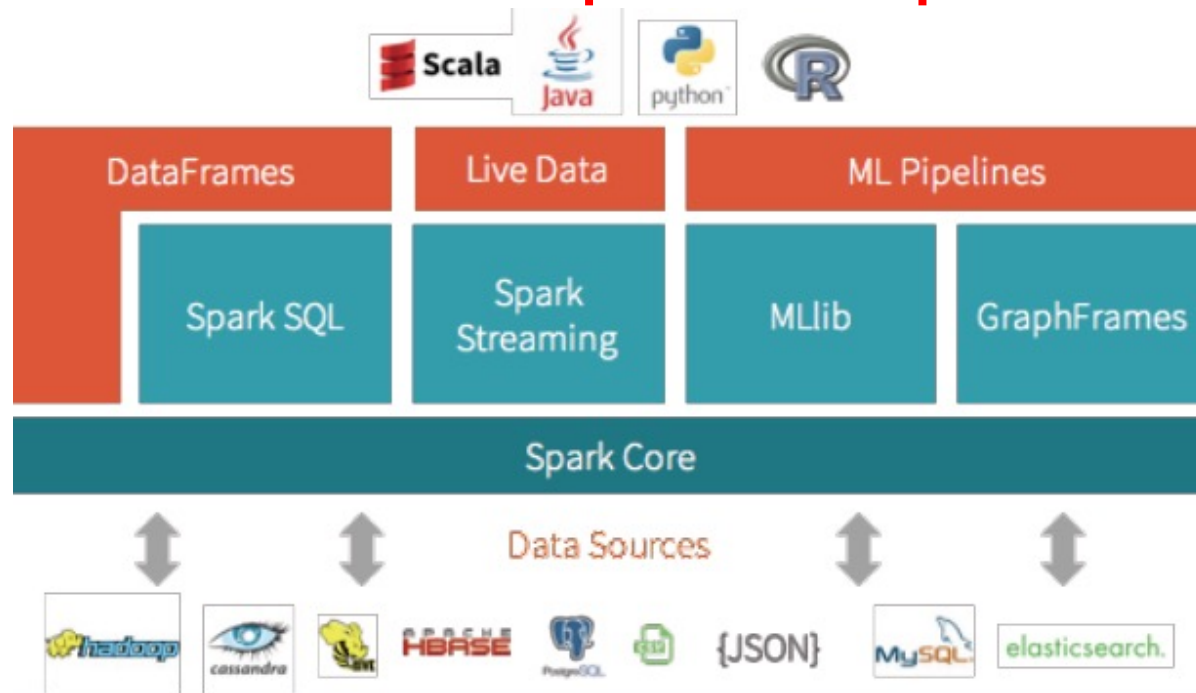 Scala
Java
python
R
DataFrames
Live Data
ML Pipelines
Spark SQL
Spark
Streaming
MLlib
GraphFrames
Spark Core
Data Sources
hadoop
cassandra
HIVE
APACHE
HBASE
PostgreSQL
{JSON}
MySQL
elasticsearch.